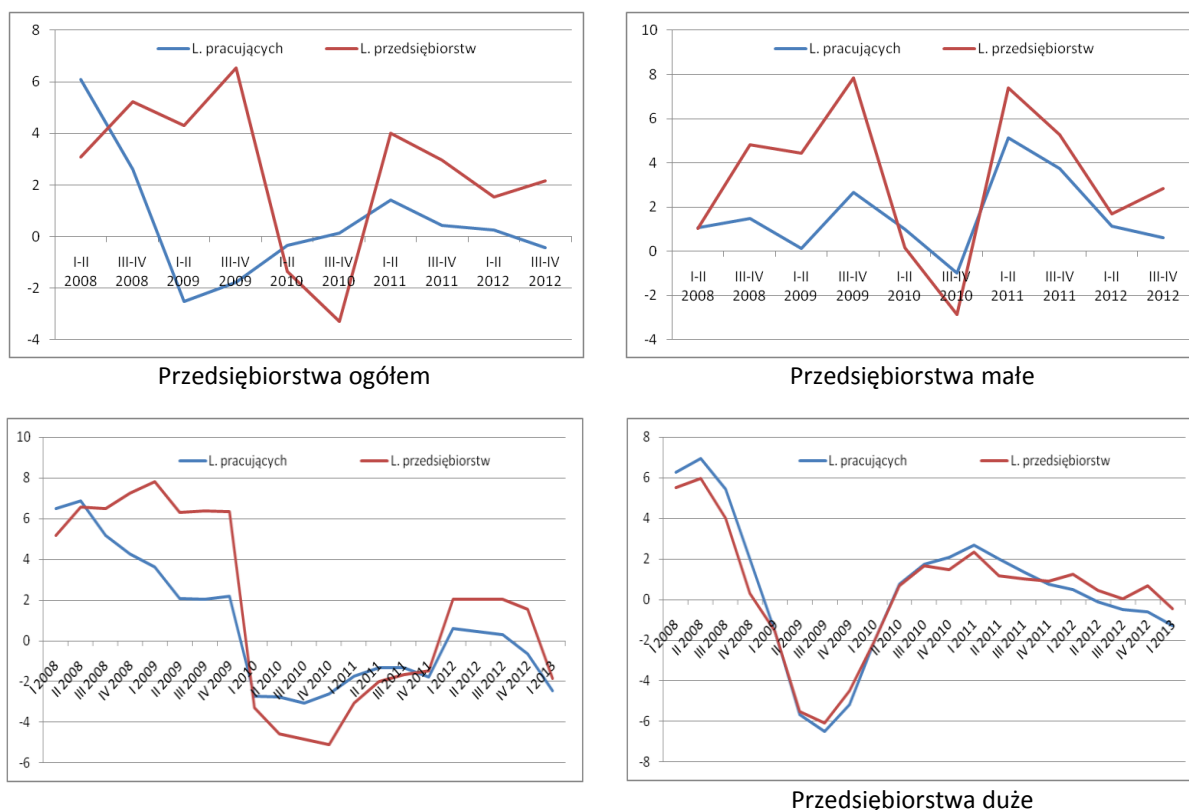 8
6
4
2
0
-2
-4
L. pracujących L. przedsiębiorstw
I-II III-IV I-II III-IV I-II III-IV I-II III-IV I-II III-IV
2008 2008 2009 2009 2010 2010 2011 2011 2012 2012
Przedsiębiorstwa ogółem
10
8
6
4
2
0
-2
-4
L. pracujących L. przedsiębiorstw
I-II III-IV I-II III-IV I-II III-IV I-II III-IV I-II III-IV
2008 2008 2009 2009 2010 2010 2011 2011 2012 2012
Przedsiębiorstwa małe
10
8
6
4
2
0
-2
-4
-6
L. pracujących L. przedsiębiorstw
I 2008 II 2008 III 2008 IV 2008 I 2009 II 2009 III 2009 IV 2009 I 2010 II 2010 III 2010 IV 2010 I 2011 II 2011 III 2011 IV 2011 I 2012 II 2012 III 2012 IV 2012 I 2013
8
6
4
2
0
-2
-4
-6
-8
L. pracujących L. przedsiębiorstw
I 2008 II 2008 III 2008 IV 2008 I 2009 II 2009 III 2009 IV 2009 I 2010 II 2010 III 2010 IV 2010 I 2011 II 2011 III 2011 IV 2011 I 2012 II 2012 III 2012 IV 2012 I 2013
Przedsiębiorstwa duże